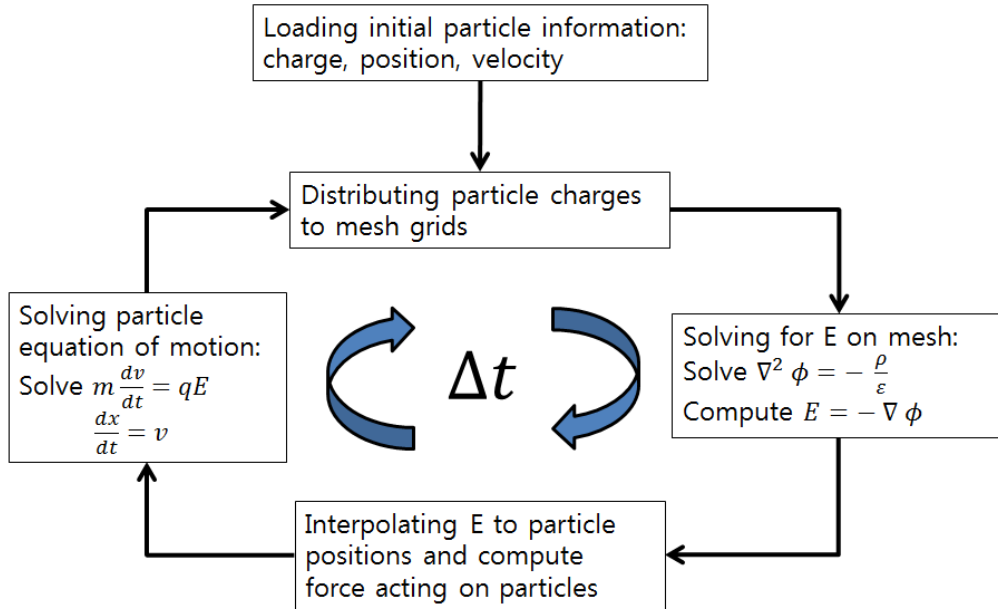 Loading initial particle information:
charge, position, velocity
Distributing particle charges
to mesh grids
Solving particle
equation of motion:
Solve m dv/dt = qE
dx/dt = v
Δt
Solving for E on mesh:
Solve ∇² ϕ = − ρ/ε
Compute E = − ∇ ϕ
Interpolating E to particle
positions and compute
force acting on particles